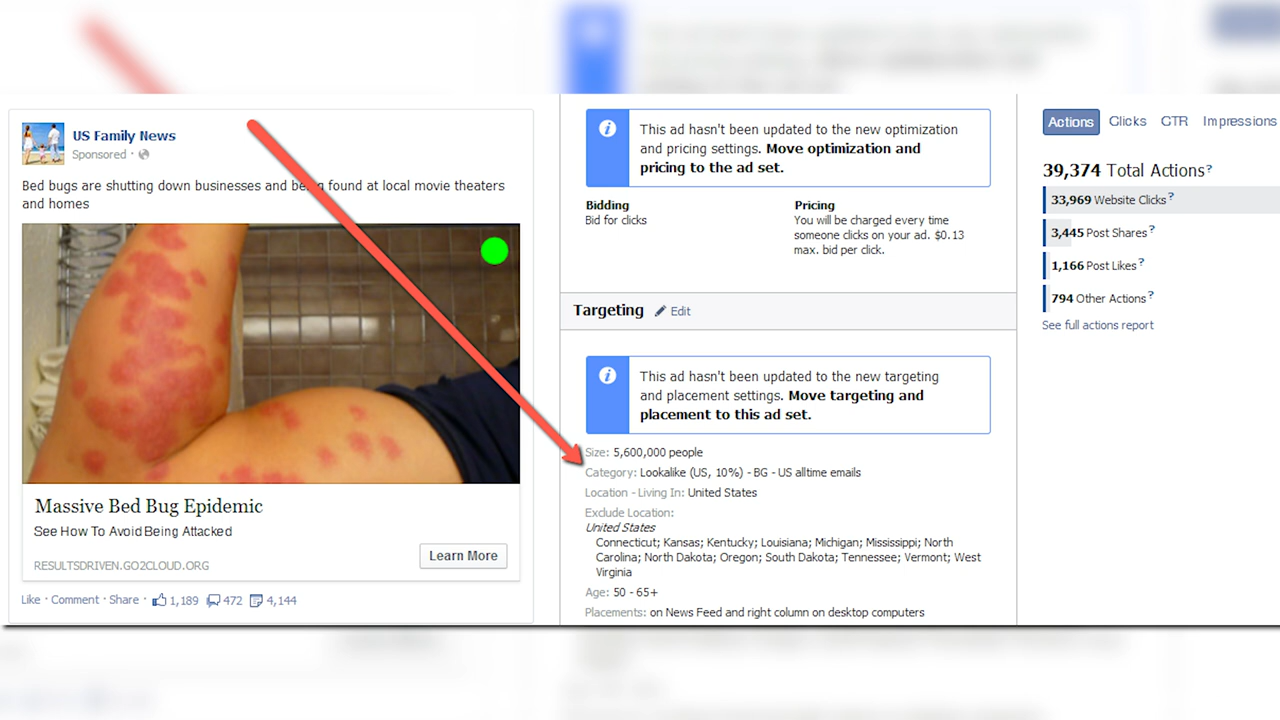 US Family News
Sponsored ·
Bed bugs are shutting down businesses and being found at local movie theaters
and homes
Massive Bed Bug Epidemic
See How To Avoid Being Attacked
RESULTSDRIVEN.GO2CLOUD.ORG
Learn More
Like · Comment · Share · 1,189 472 4,144
This ad hasn't been updated to the new optimization
and pricing settings. Move optimization and
pricing to the ad set.
Bidding
Bid for clicks
Pricing
You will be charged every time
someone clicks on your ad. $0.13
max. bid per click.
Targeting Edit
This ad hasn't been updated to the new targeting
and placement settings. Move targeting and
placement to this ad set.
Size: 5,600,000 people
Category: Lookalike (US, 10%) - BG - US alltime emails
Location - Living In: United States
Exclude Location:
United States
Connecticut; Kansas; Kentucky; Louisiana; Michigan; Mississippi; North
Carolina; North Dakota; Oregon; South Dakota; Tennessee; Vermont; West
Virginia
Age: 50 - 65+
Placements: on News Feed and right column on desktop computers
Actions Clicks CTR Impressions
39,374 Total Actions?
33,969 Website Clicks?
3,445 Post Shares?
1,166 Post Likes?
794 Other Actions?
See full actions report